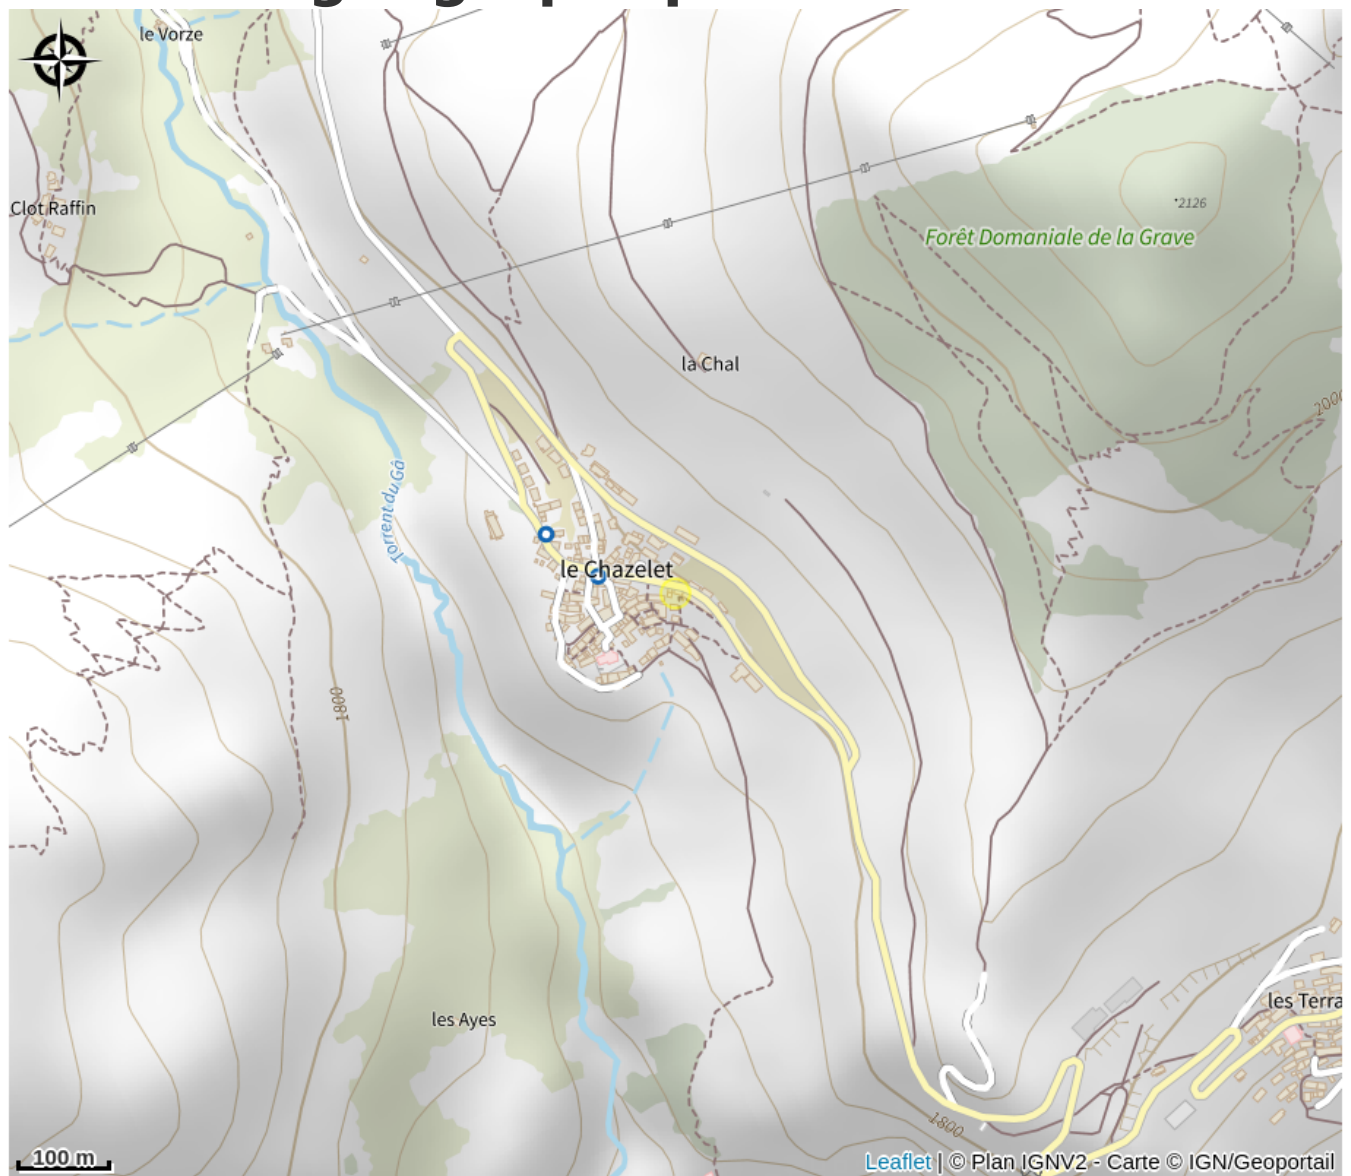 le Vorze
Clot Raffin
2126
Forêt Domaniale de la Grave
la Chal
2000
Torrent du Gâ
le Chazelet
1800
les Ayes
les Terra
1800
100 m
Leaflet | © Plan IGNV2 - Carte © IGN/Geoportail